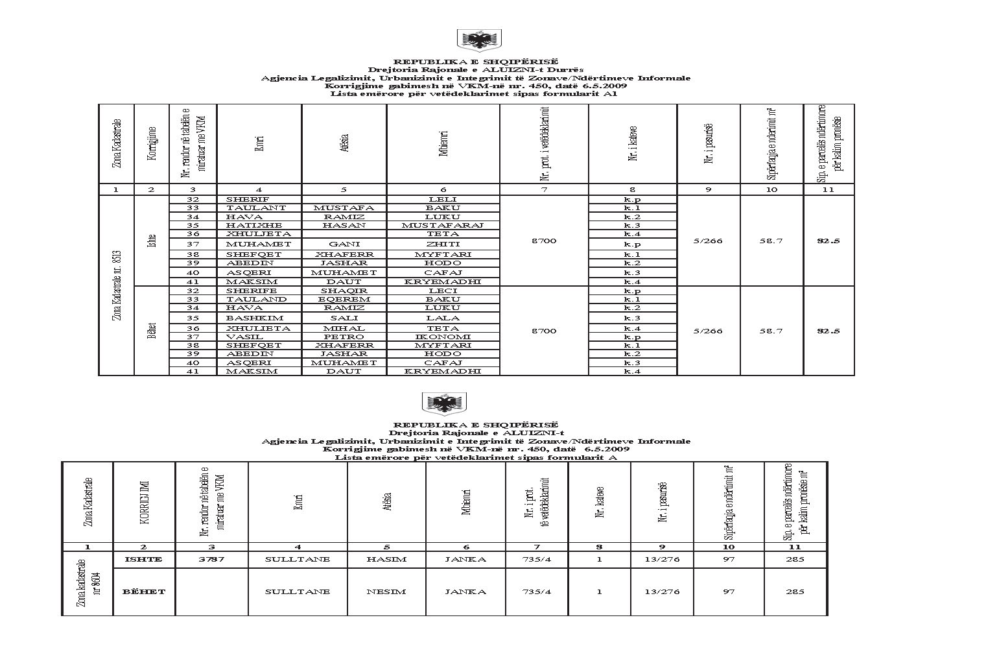 REPUBLIKA E SHQIPËRISË
Drejtoria Rajonale e ALUIZNI-t Durrës
Agjencia Legalizimit, Urbanizimit e Integrimit të Zonave/Ndërtimeve Informale
Korrigjime gabimesh në VKM-në nr. 450, datë 6.5.2009
Lista emërore për vetëdeklarimet sipas formularit A1
Zona Kadastrale Korrigjime Nr. rendor në tabelën e miratuar me VKM Emri Atësia Mbiemri Nr. prot. i vetëdeklarimit Nr. i kateve Nr. i pasurisë Sipërfaqja e nderimit m² Sip. e parcelës ndërtimore për kalim pronësie
1 2 3 4 5 6 7 8 9 10 11
Zona Kadastrale nr. 8513
Ishte
8700 5/266 58.7 82.5
32 SHERIF LELI k.p
33 TAULANT MUSTAFA BAKU k.1
34 HAVA RAMIZ LUKU k.2
35 HATIXHE HASAN MUSTAFARAJ k.3
36 XHULJETA TETA k.4
37 MUHAMET GANI ZHITI k.p
38 SHEFQET XHAFERR MYFTARI k.1
39 ABEDIN JASHAR HODO k.2
40 ASQERI MUHAMET CAFAJ k.3
41 MAKSIM DAUT KRYEMADHI k.4
Bëhet
8700 5/266 58.7 82.5
32 SHERIFE SHAQIR LECI k.p
33 TAULAND EQEREM BAKU k.1
34 HAVA RAMIZ LUKU k.2
35 BASHKIM SALI LALA k.3
36 XHULIETA MIHAL TETA k.4
37 VASIL PETRO IKONOMI k.p
38 SHEFQET XHAFERR MYFTARI k.1
39 ABEDIN JASHAR HODO k.2
40 ASQERI MUHAMET CAFAJ k.3
41 MAKSIM DAUT KRYEMADHI k.4
REPUBLIKA E SHQIPËRISË
Drejtoria Rajonale e ALUIZNI-t
Agjencia Legalizimit, Urbanizimit e Integrimit të Zonave/Ndërtimeve Informale
Korrigjime gabimesh në VKM-në nr. 450, datë 6.5.2009
Lista emërore për vetëdeklarimet sipas formularit A
Zona Kadastrale KORRIGJIMI Nr. rendor në tabelën e miratuar me VKM Emri Atësia Mbiemri Nr. i prot. të vetëdeklarimit Nr. kateve Nr. i pasurisë Sipërfaqja e ndërtimit m² Sip. e parcelës ndërtimore për kalim pronësie m²
1 2 3 4 5 6 7 8 9 10 11
Zona kadastrale nr 8604
ISHTE 3787 SULLTANE HASIM JANKA 735/4 1 13/276 97 285
BËHET SULLTANE NESIM JANKA 735/4 1 13/276 97 285